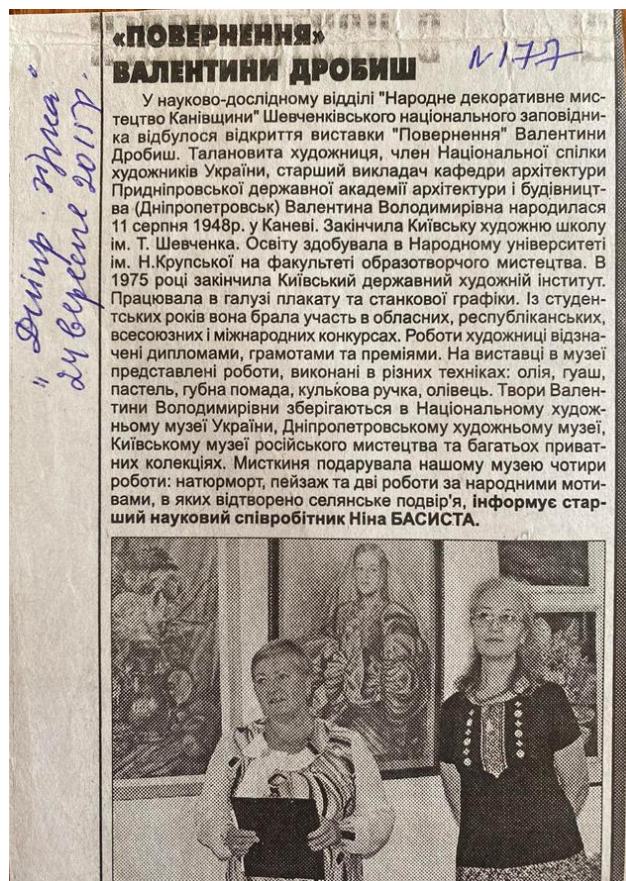 «ПОВЕРНЕННЯ»
ВАЛЕНТИНИ ДРОБИШ
N 177
"Дніпр. зірка"
24 вересня 2015р.
У науково-дослідному відділі "Народне декоративне мис-
тецтво Канівщини" Шевченківського національного заповідни-
ка відбулося відкриття виставки "Повернення" Валентини
Дробиш. Талановита художниця, член Національної спілки
художників України, старший викладач кафедри архітектури
Придніпровської державної академії архітектури і будівницт-
ва (Дніпропетровськ) Валентина Володимирівна народилася
11 серпня 1948р. у Каневі. Закінчила Київську художню школу
ім. Т. Шевченка. Освіту здобувала в Народному університеті
ім. Н.Крупської на факультеті образотворчого мистецтва. В
1975 році закінчила Київський державний художній інститут.
Працювала в галузі плакату та станкової графіки. Із студен-
тських років вона брала участь в обласних, республіканських,
всесоюзних і міжнародних конкурсах. Роботи художниці відзна-
чені дипломами, грамотами та преміями. На виставці в музеї
представлені роботи, виконані в різних техніках: олія, гуаш,
пастель, губна помада, кулькова ручка, олівець. Твори Вален-
тини Володимирівни зберігаються в Національному худож-
ньому музеї України, Дніпропетровському художньому музеї,
Київському музеї російського мистецтва та багатьох приват-
них колекціях. Мисткиня подарувала нашому музею чотири
роботи: натюрморт, пейзаж та дві роботи за народними моти-
вами, в яких відтворено селянське подвір'я, інформує стар-
ший науковий співробітник Ніна БАСИСТА.